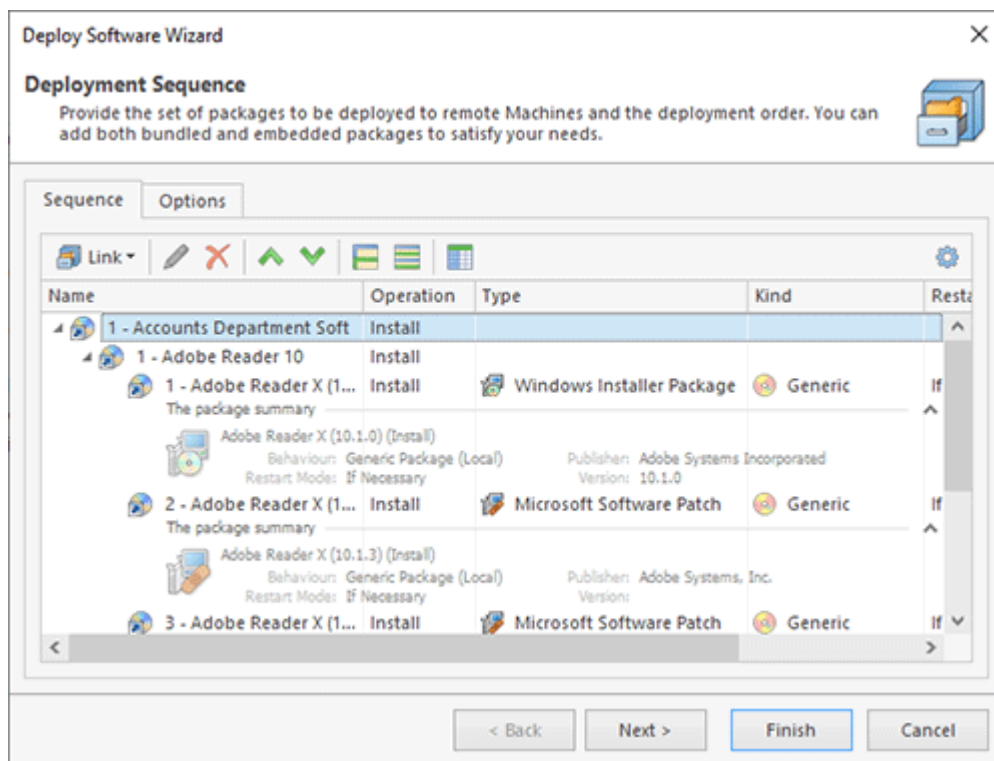 Deploy Software Wizard
Deployment Sequence
Provide the set of packages to be deployed to remote Machines and the deployment order. You can
add both bundled and embedded packages to satisfy your needs.
Sequence Options
Link
Name Operation Type Kind Resta
1 - Accounts Department Soft Install
1 - Adobe Reader 10 Install
1 - Adobe Reader X (1... Install Windows Installer Package Generic If
The package summary
Adobe Reader X (10.1.0) (Install)
Behaviour: Generic Package (Local) Publisher: Adobe Systems Incorporated
Restart Mode: If Necessary Version: 10.1.0
2 - Adobe Reader X (1... Install Microsoft Software Patch Generic If
The package summary
Adobe Reader X (10.1.3) (Install)
Behaviour: Generic Package (Local) Publisher: Adobe Systems, Inc.
Restart Mode: If Necessary Version:
3 - Adobe Reader X (1... Install Microsoft Software Patch Generic If
< Back Next > Finish Cancel